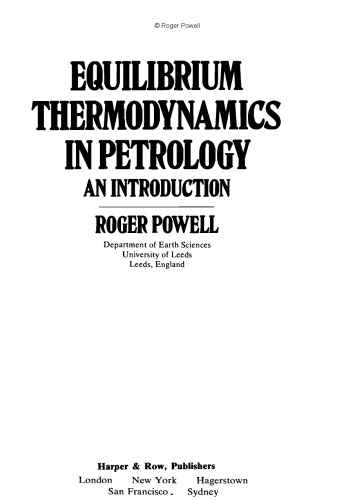 © Roger Powell
EQUILIBRIUM
THERMODYNAMICS
IN PETROLOGY
AN INTRODUCTION
ROGER POWELL
Department of Earth Sciences
University of Leeds
Leeds, England
Harper & Row, Publishers
London New York Hagerstown
San Francisco. Sydney